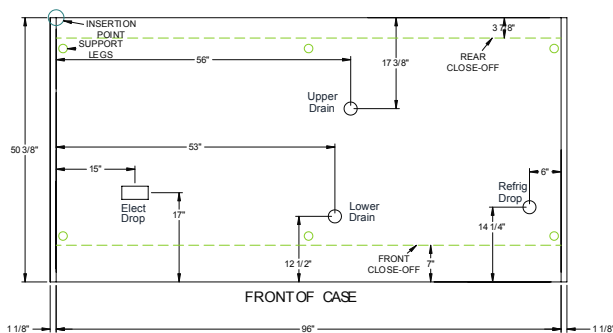 INSERTION
POINT
SUPPORT
LEGS
56"
17 3/8"
3 7/8"
REAR
CLOSE-OFF
Upper
Drain
50 3/8"
53"
15"
6"
Refrig
Drop
Elect
Drop
17"
Lower
Drain
14 1/4"
12 1/2"
FRONT
CLOSE-OFF
7"
FRONT OF CASE
1 1/8"
96"
1 1/8"